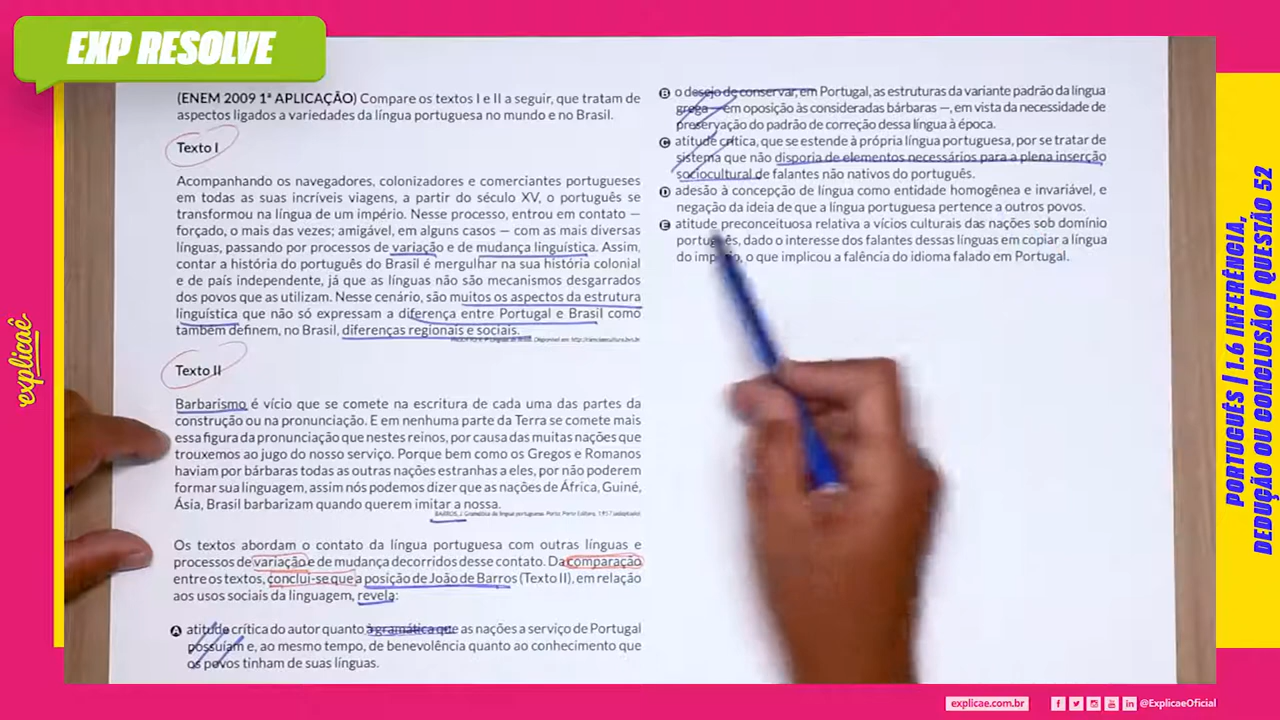 EXP RESOLVE
(ENEM 2009 1ª APLICAÇÃO) Compare os textos I e II a seguir, que tratam de
aspectos ligados a variedades da língua portuguesa no mundo e no Brasil.
Texto I
Acompanhando os navegadores, colonizadores e comerciantes portugueses
em todas as suas incríveis viagens, a partir do século XV, o português se
transformou na língua de um império. Nesse processo, entrou em contato —
forçado, o mais das vezes; amigável, em alguns casos — com as mais diversas
línguas, passando por processos de variação e de mudança linguística. Assim,
contar a história do português do Brasil é mergulhar na sua história colonial
e de país independente, já que as línguas não são mecanismos desgarrados
dos povos que as utilizam. Nesse cenário, são muitos os aspectos da estrutura
linguística que não só expressam a diferença entre Portugal e Brasil como
também definem, no Brasil, diferenças regionais e sociais.
Disponível em: http://cienciaecultura.bvs.br
Texto II
Barbarismo é vício que se comete na escritura de cada uma das partes da
construção ou na pronunciação. E em nenhuma parte da Terra se comete mais
essa figura da pronunciação que nestes reinos, por causa das muitas nações que
trouxemos ao jugo do nosso serviço. Porque bem como os Gregos e Romanos
haviam por bárbaras todas as outras nações estranhas a eles, por não poderem
formar sua linguagem, assim nós podemos dizer que as nações de África, Guiné,
Ásia, Brasil barbarizam quando querem imitar a nossa.
BARROS, J. Gramática da língua portuguesa. Porto: Porto Editora, 1957 (adaptado)
Os textos abordam o contato da língua portuguesa com outras línguas e
processos de variação e de mudança decorridos desse contato. Da comparação
entre os textos, conclui-se que a posição de João de Barros (Texto II), em relação
aos usos sociais da linguagem, revela:
A atitude crítica do autor quanto à gramática que as nações a serviço de Portugal
possuíam e, ao mesmo tempo, de benevolência quanto ao conhecimento que
os povos tinham de suas línguas.
B o desejo de conservar, em Portugal, as estruturas da variante padrão da língua
grega — em oposição às consideradas bárbaras —, em vista da necessidade de
preservação do padrão de correção dessa língua à época.
C atitude crítica, que se estende à própria língua portuguesa, por se tratar de
sistema que não disporia de elementos necessários para a plena inserção
sociocultural de falantes não nativos do português.
D adesão à concepção de língua como entidade homogênea e invariável, e
negação da ideia de que a língua portuguesa pertence a outros povos.
E atitude preconceituosa relativa a vícios culturais das nações sob domínio
português, dado o interesse dos falantes dessas línguas em copiar a língua
do império, o que implicou a falência do idioma falado em Portugal.
explicaê
PORTUGUÊS | 1.6 INFERÊNCIA,
DEDUÇÃO OU CONCLUSÃO | QUESTÃO 52
explicae.com.br
@ExplicaeOficial